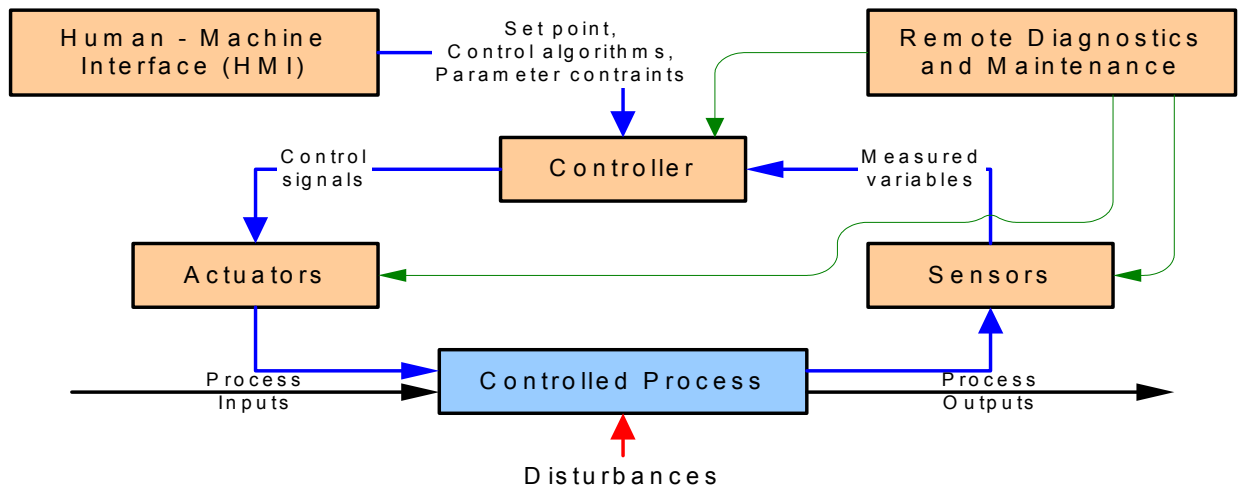 Human - Machine
Interface (HMI)
Set point,
Control algorithms,
Parameter contraints
Remote Diagnostics
and Maintenance
Control
signals
Controller
Measured
variables
Actuators
Sensors
Process
Inputs
Controlled Process
Process
Outputs
Disturbances